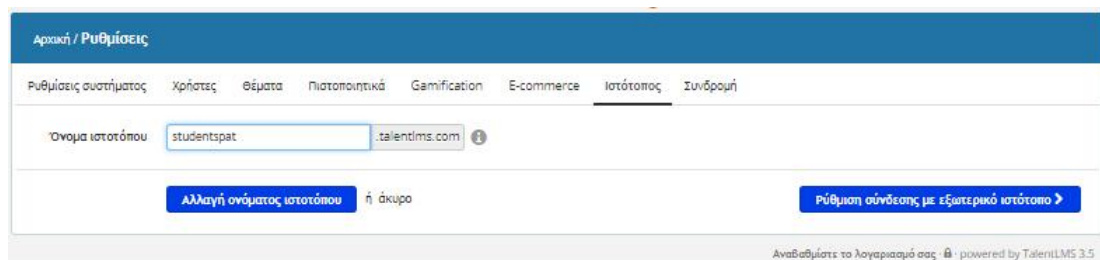 Αρχική / Ρυθμίσεις
Ρυθμίσεις συστήματος Χρήστες Θέματα Πιστοποιητικά Gamification E-commerce Ιστότοπος Συνδρομή
Όνομα ιστοτόπου studentspat .talentlms.com
Αλλαγή ονόματος ιστοτόπου ή άκυρο Ρύθμιση σύνδεσης με εξωτερικό ιστότοπο
Αναβαθμίστε το λογαριασμό σας · powered by TalentLMS 3.5